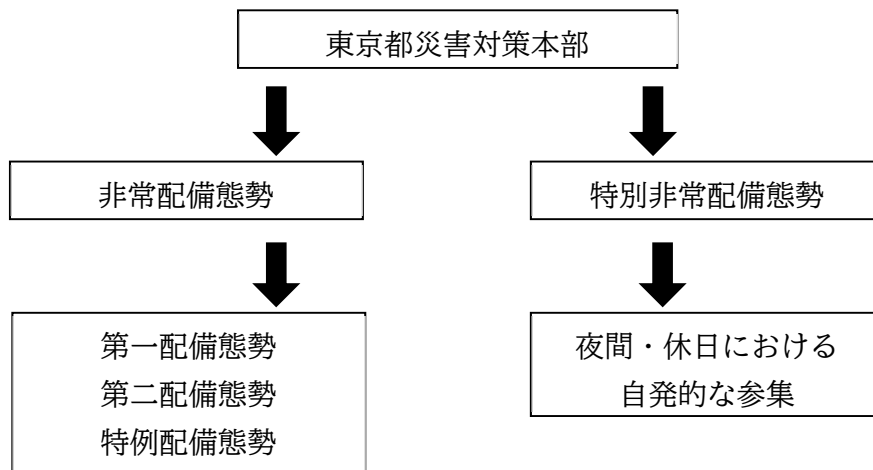 東京都災害対策本部
非常配備態勢
特別非常配備態勢
第一配備態勢
第二配備態勢
特例配備態勢
夜間・休日における
自発的な参集